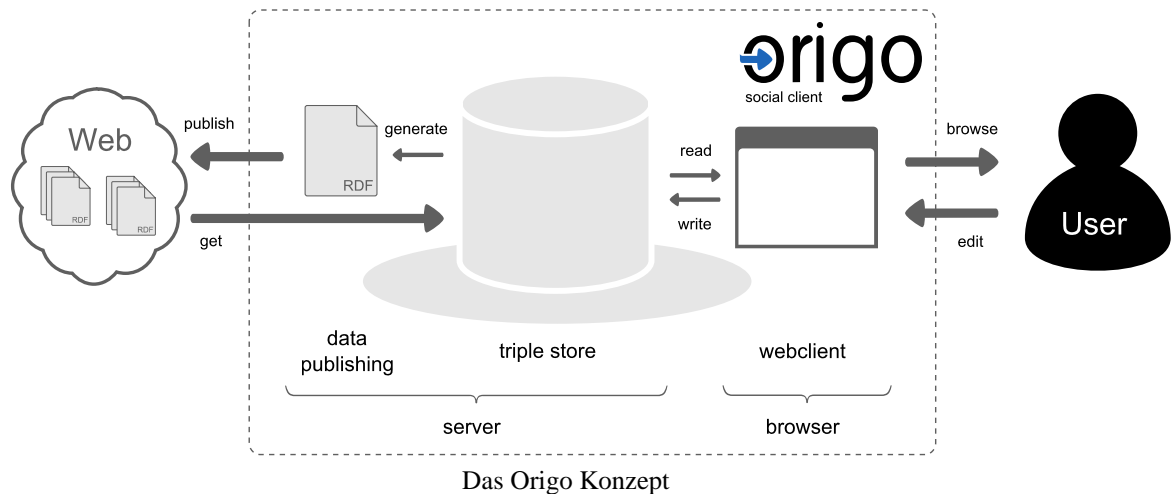 origo
social client
Web
RDF
RDF
publish
RDF
generate
get
read
write
browse
edit
User
data
publishing
triple store
webclient
server
browser
Das Origo Konzept